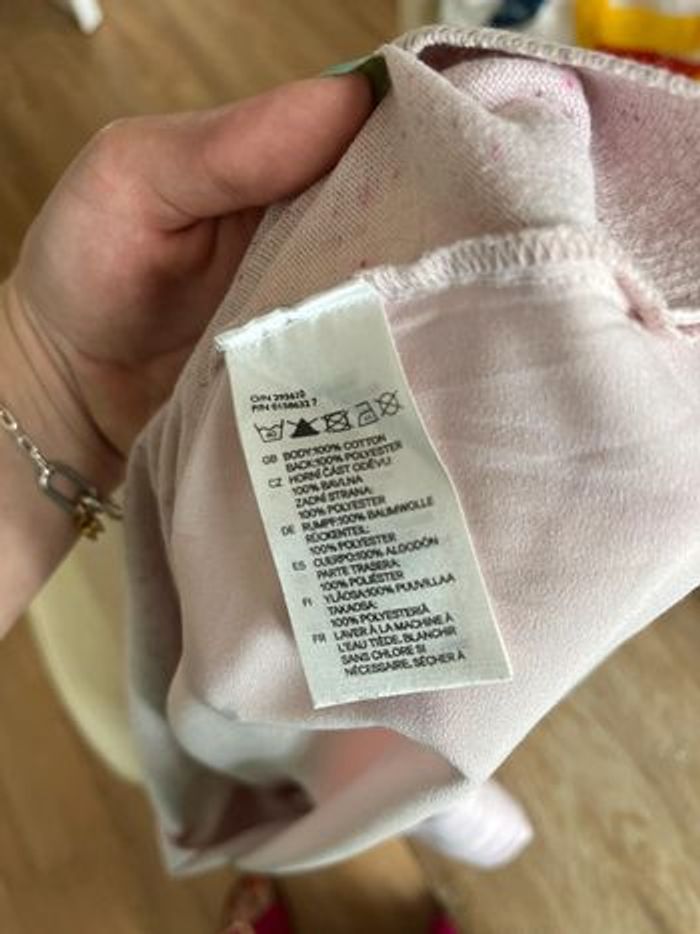 O/N 293620
P/N 0158632 7
GB BODY:100% COTTON
BACK:100% POLYESTER
CZ HORNÍ ČÁST ODĚVU:
100% BAVLNA
ZADNÍ STRANA:
100% POLYESTER
DE RUMPF:100% BAUMWOLLE
RÜCKENTEIL:
100% POLYESTER
ES CUERPO:100% ALGODÓN
PARTE TRASERA:
100% POLIÉSTER
FI YLÄOSA:100% PUUVILLAA
TAKAOSA:
100% POLYESTERIÄ
FR LAVER À LA MACHINE À
L'EAU TIÈDE, BLANCHIR
SANS CHLORE SI
NÉCESSAIRE, SÉCHER À